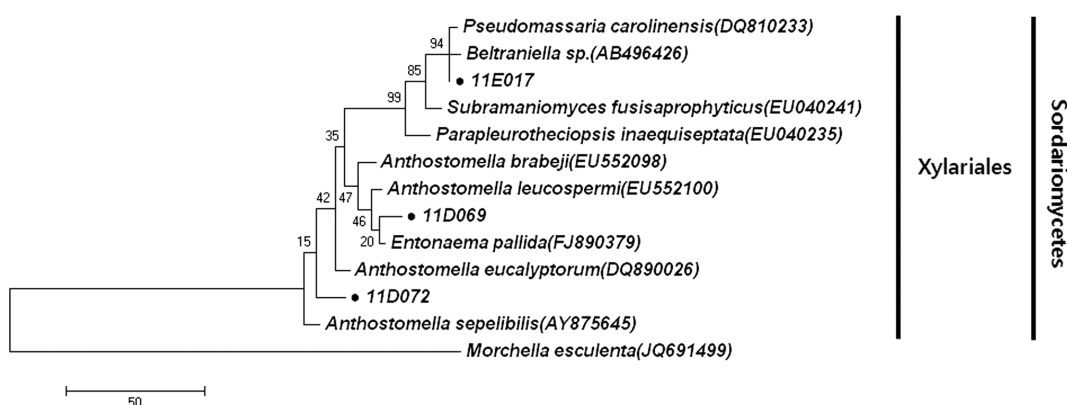 Pseudomassaria carolinensis(DQ810233)
94
Beltraniella sp.(AB496426)
85
11E017
99
Subramaniomyces fusisaprophyticus(EU040241)
Parapleurotheciopsis inaequiseptata(EU040235)
35
Anthostomella brabeji(EU552098)
Xylariales
Sordariomycetes
Anthostomella leucospermi(EU552100)
42
47
11D069
46
15
20
Entonaema pallida(FJ890379)
Anthostomella eucalyptorum(DQ890026)
11D072
Anthostomella sepelibilis(AY875645)
Morchella esculenta(JQ691499)
50